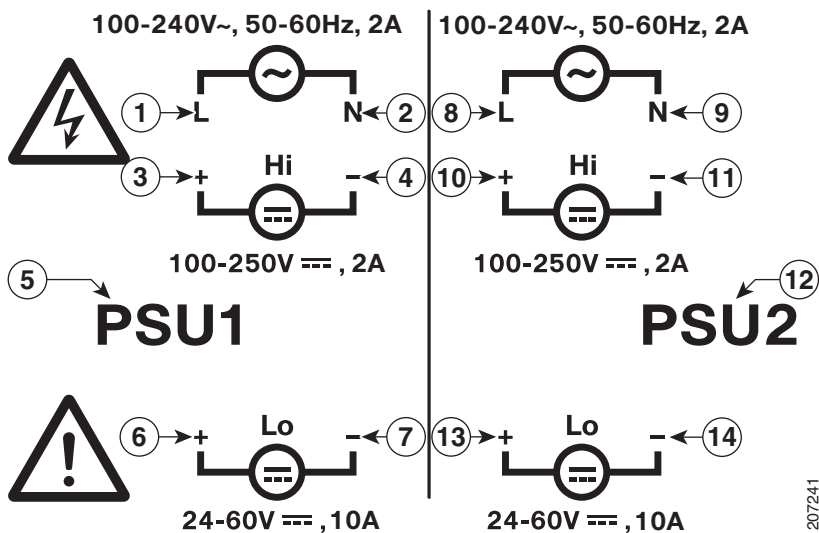 100-240V~, 50-60Hz, 2A
1 L N 2
3 + Hi – 4
100-250V ⎓ , 2A
5
PSU1
6 + Lo – 7
24-60V ⎓ ,10A
100-240V~, 50-60Hz, 2A
8 L N 9
10 + Hi – 11
100-250V ⎓ , 2A
12
PSU2
13 + Lo – 14
24-60V ⎓ ,10A
207241